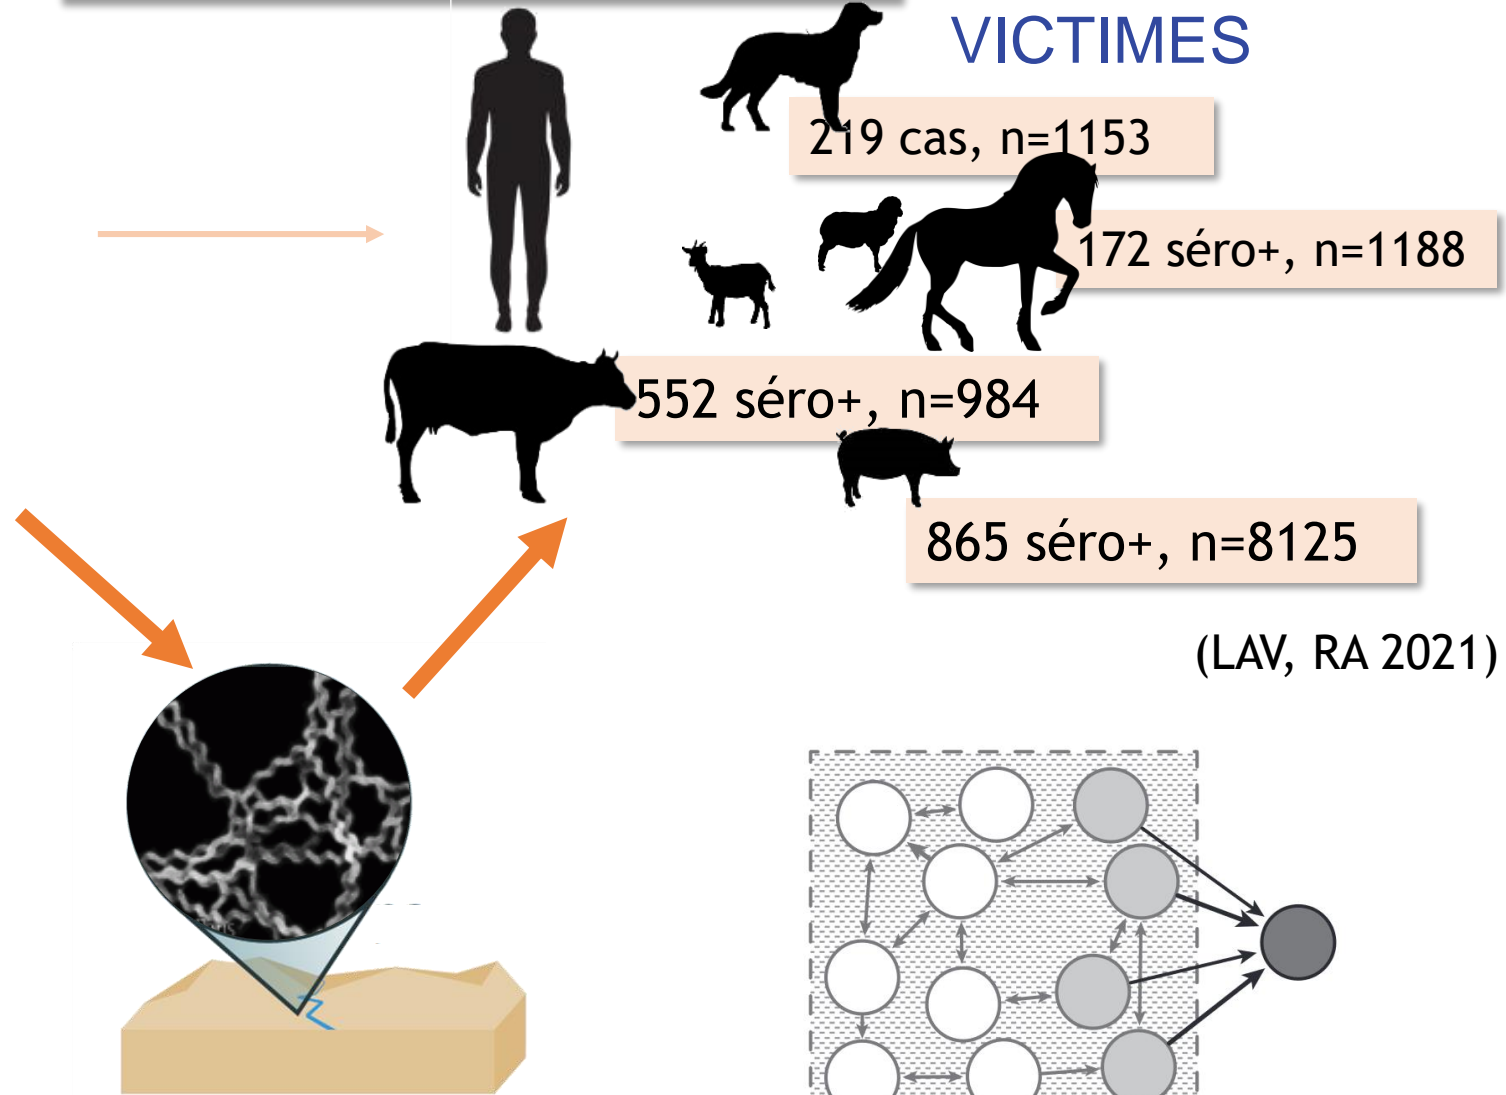 VICTIMES
219 cas, n=1153
172 séro+, n=1188
552 séro+, n=984
865 séro+, n=8125
(LAV, RA 2021)